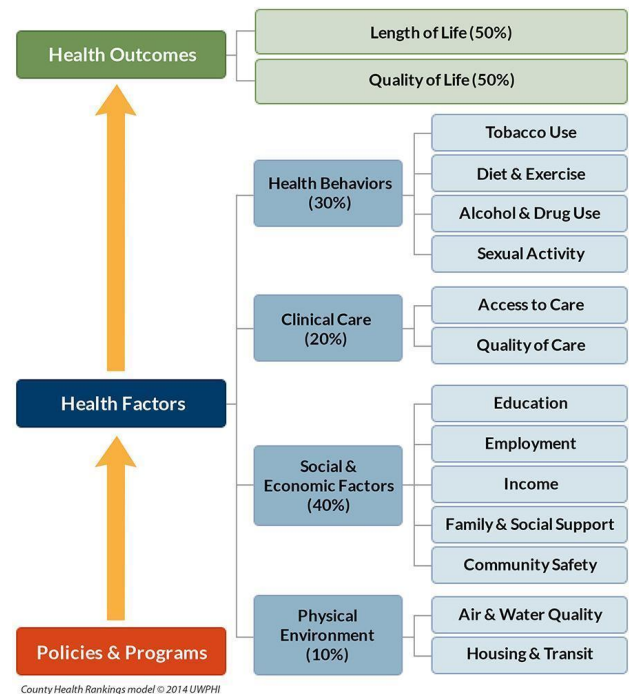 Health Outcomes
Length of Life (50%)
Quality of Life (50%)
Health Factors
Health Behaviors
(30%)
Tobacco Use
Diet & Exercise
Alcohol & Drug Use
Sexual Activity
Clinical Care
(20%)
Access to Care
Quality of Care
Social &
Economic Factors
(40%)
Education
Employment
Income
Family & Social Support
Community Safety
Physical
Environment
(10%)
Air & Water Quality
Housing & Transit
Policies & Programs
County Health Rankings model © 2014 UWPHI